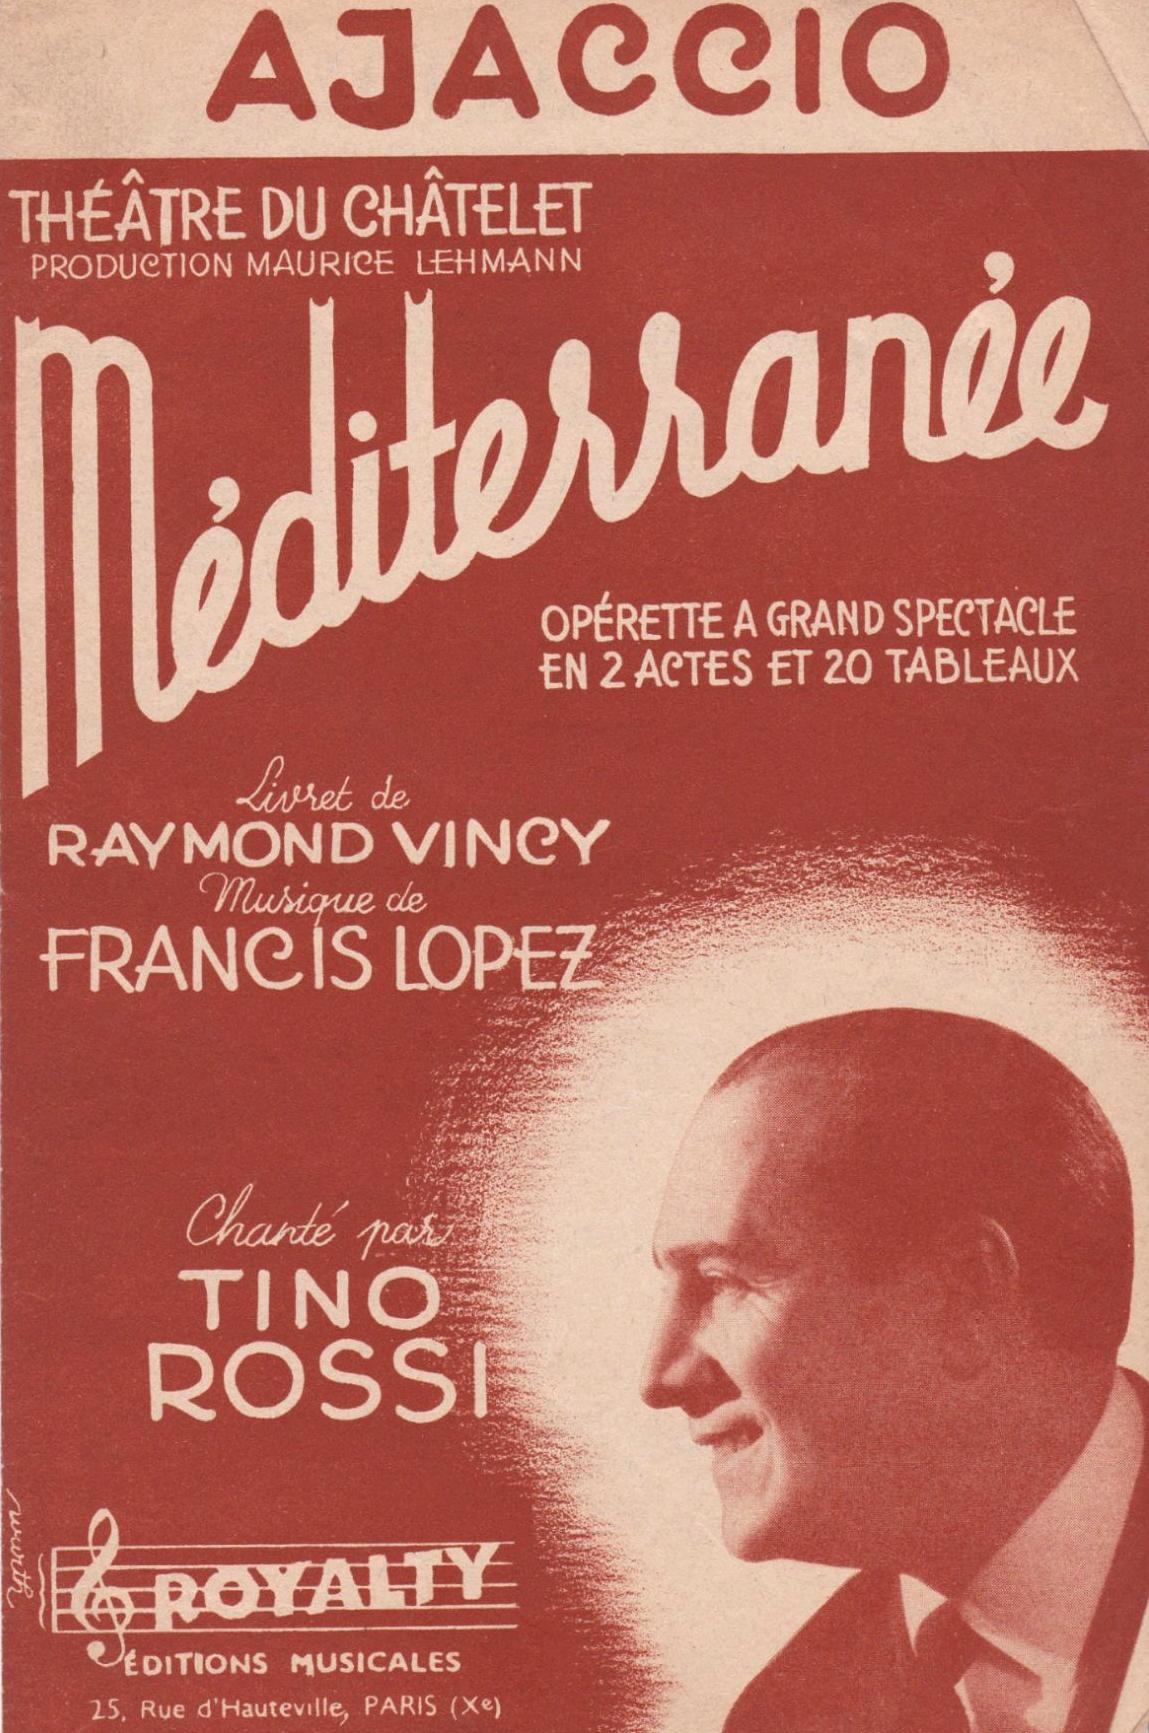 AJACCIO
THÉÂTRE DU CHÂTELET
PRODUCTION MAURICE LEHMANN
Méditerranée
OPÉRETTE A GRAND SPECTACLE
EN 2 ACTES ET 20 TABLEAUX
Livret de
RAYMOND VINCY
Musique de
FRANCIS LOPEZ
Chanté par
TINO
ROSSI
wurth
ROYALTY
ÉDITIONS MUSICALES
25, Rue d'Hauteville, PARIS (Xe)